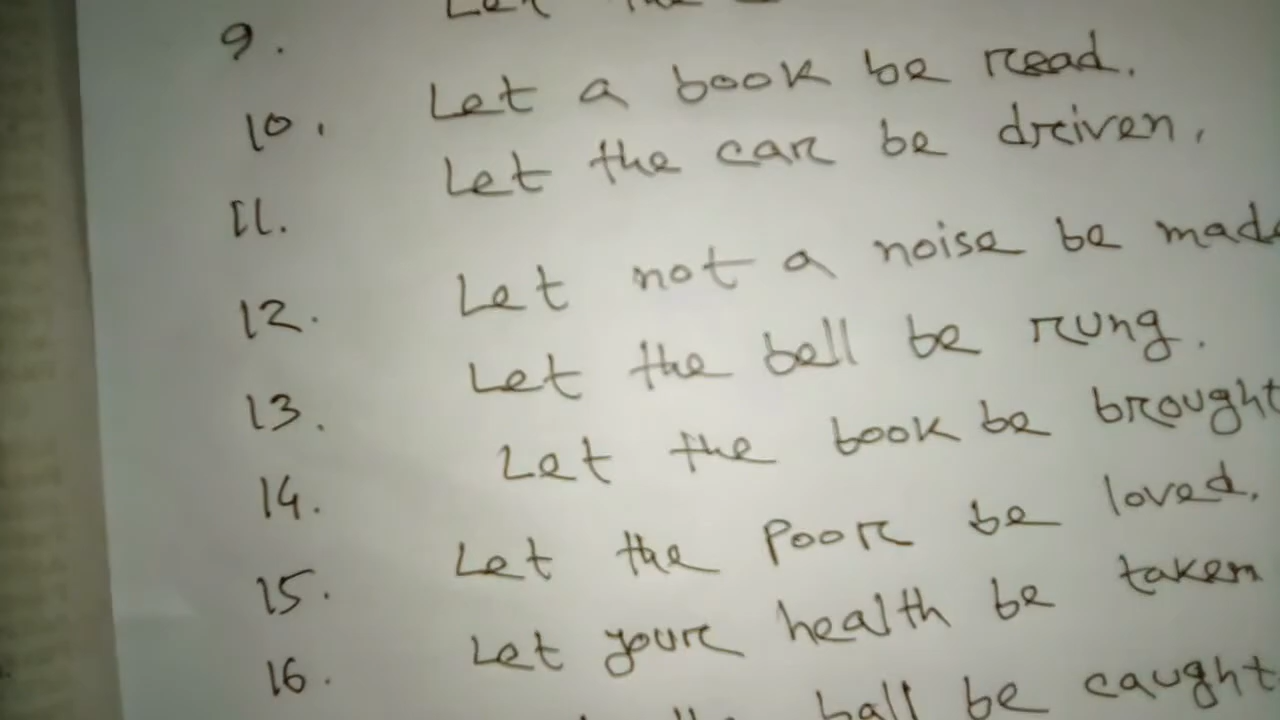 9. Let the
10. Let a book be read.
11. Let the car be driven.
12. Let not a noise be made
13. Let the bell be rung.
14. Let the book be brought
15. Let the poor be loved.
16. Let your health be taken
ball be caught